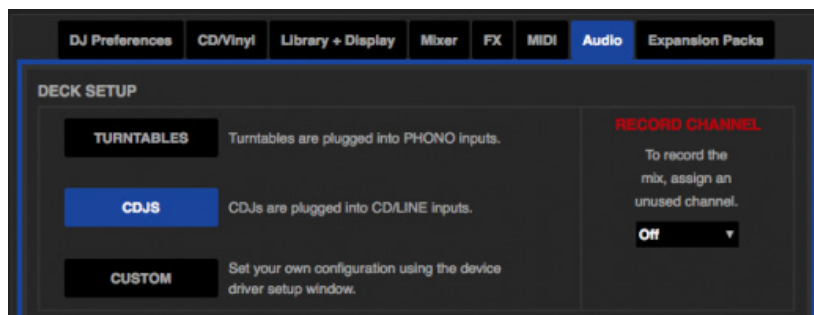 DJ Preferences CD/Vinyl Library + Display Mixer FX MIDI Audio Expansion Packs
DECK SETUP
TURNTABLES Turntables are plugged into PHONO inputs.
CDJS CDJs are plugged into CD/LINE inputs.
CUSTOM Set your own configuration using the device
driver setup window.
RECORD CHANNEL
To record the
mix, assign an
unused channel.
Off